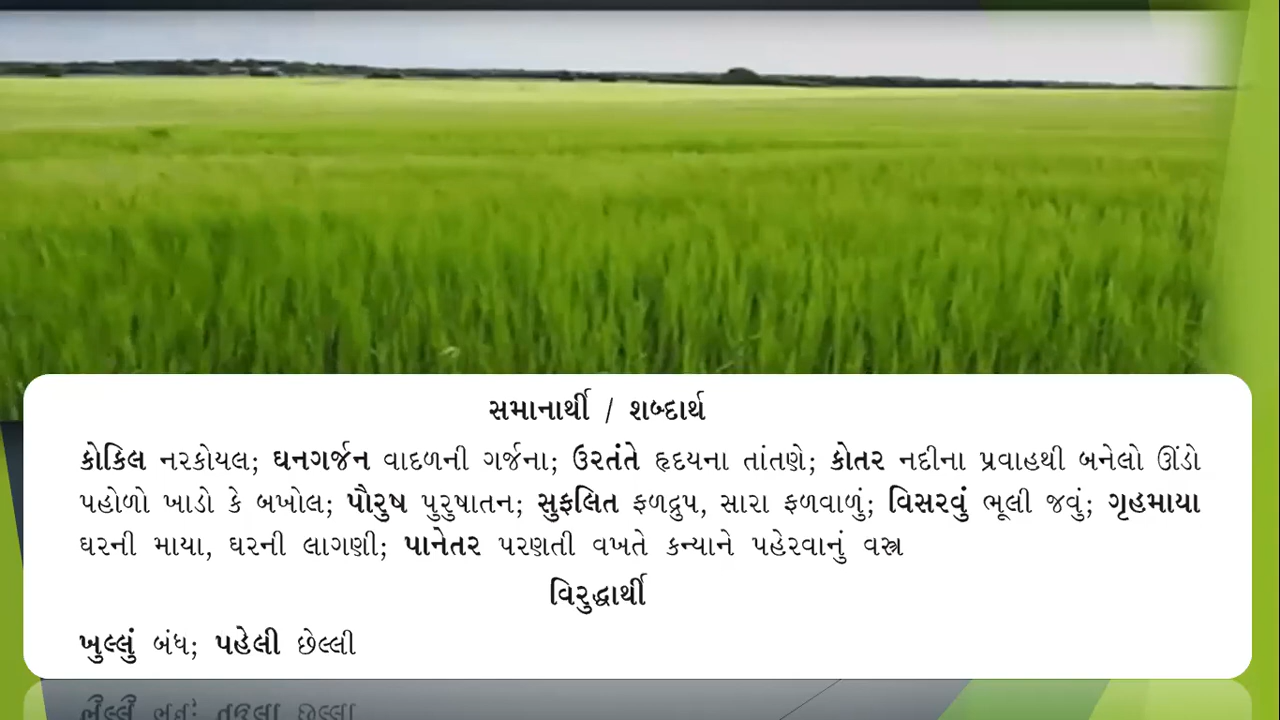 સમાનાર્થી / શબ્દાર્થ
કોકિલ નરકોયલ; ઘનગર્જન વાદળની ગર્જના; ઉરતંતે હૃદયના તાંતણે; કોતર નદીના પ્રવાહથી બનેલો ઊંડો
પહોળો ખાડો કે બખોલ; પૌરુષ પુરુષાતન; સુફલિત ફળદ્રુપ, સારા ફળવાળું; વિસરવું ભૂલી જવું; ગૃહમાયા
ઘરની માયા, ઘરની લાગણી; પાનેતર પરણતી વખતે કન્યાને પહેરવાનું વસ્ત્ર
વિરુદ્ધાર્થી
ખુલ્લું બંધ; પહેલી છેલ્લી